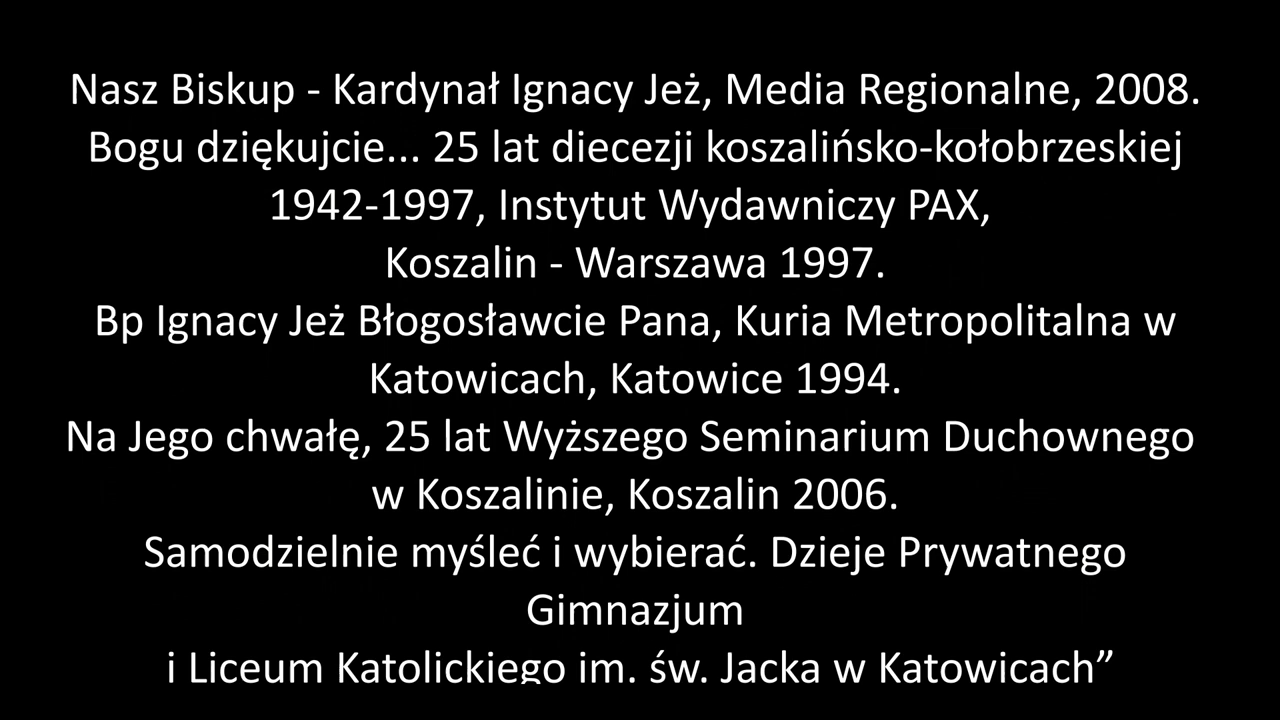 Nasz Biskup - Kardynał Ignacy Jeż, Media Regionalne, 2008.
Bogu dziękujcie... 25 lat diecezji koszalińsko-kołobrzeskiej
1942-1997, Instytut Wydawniczy PAX,
Koszalin - Warszawa 1997.
Bp Ignacy Jeż Błogosławcie Pana, Kuria Metropolitalna w
Katowicach, Katowice 1994.
Na Jego chwałę, 25 lat Wyższego Seminarium Duchownego
w Koszalinie, Koszalin 2006.
Samodzielnie myśleć i wybierać. Dzieje Prywatnego
Gimnazjum
i Liceum Katolickiego im. św. Jacka w Katowicach”